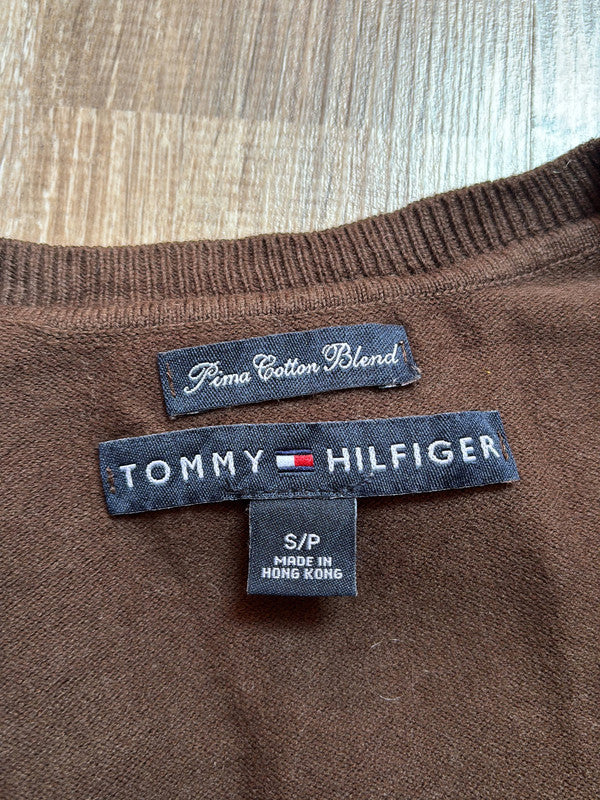 Pima Cotton Blend
TOMMY HILFIGER
S/P
MADE IN
HONG KONG